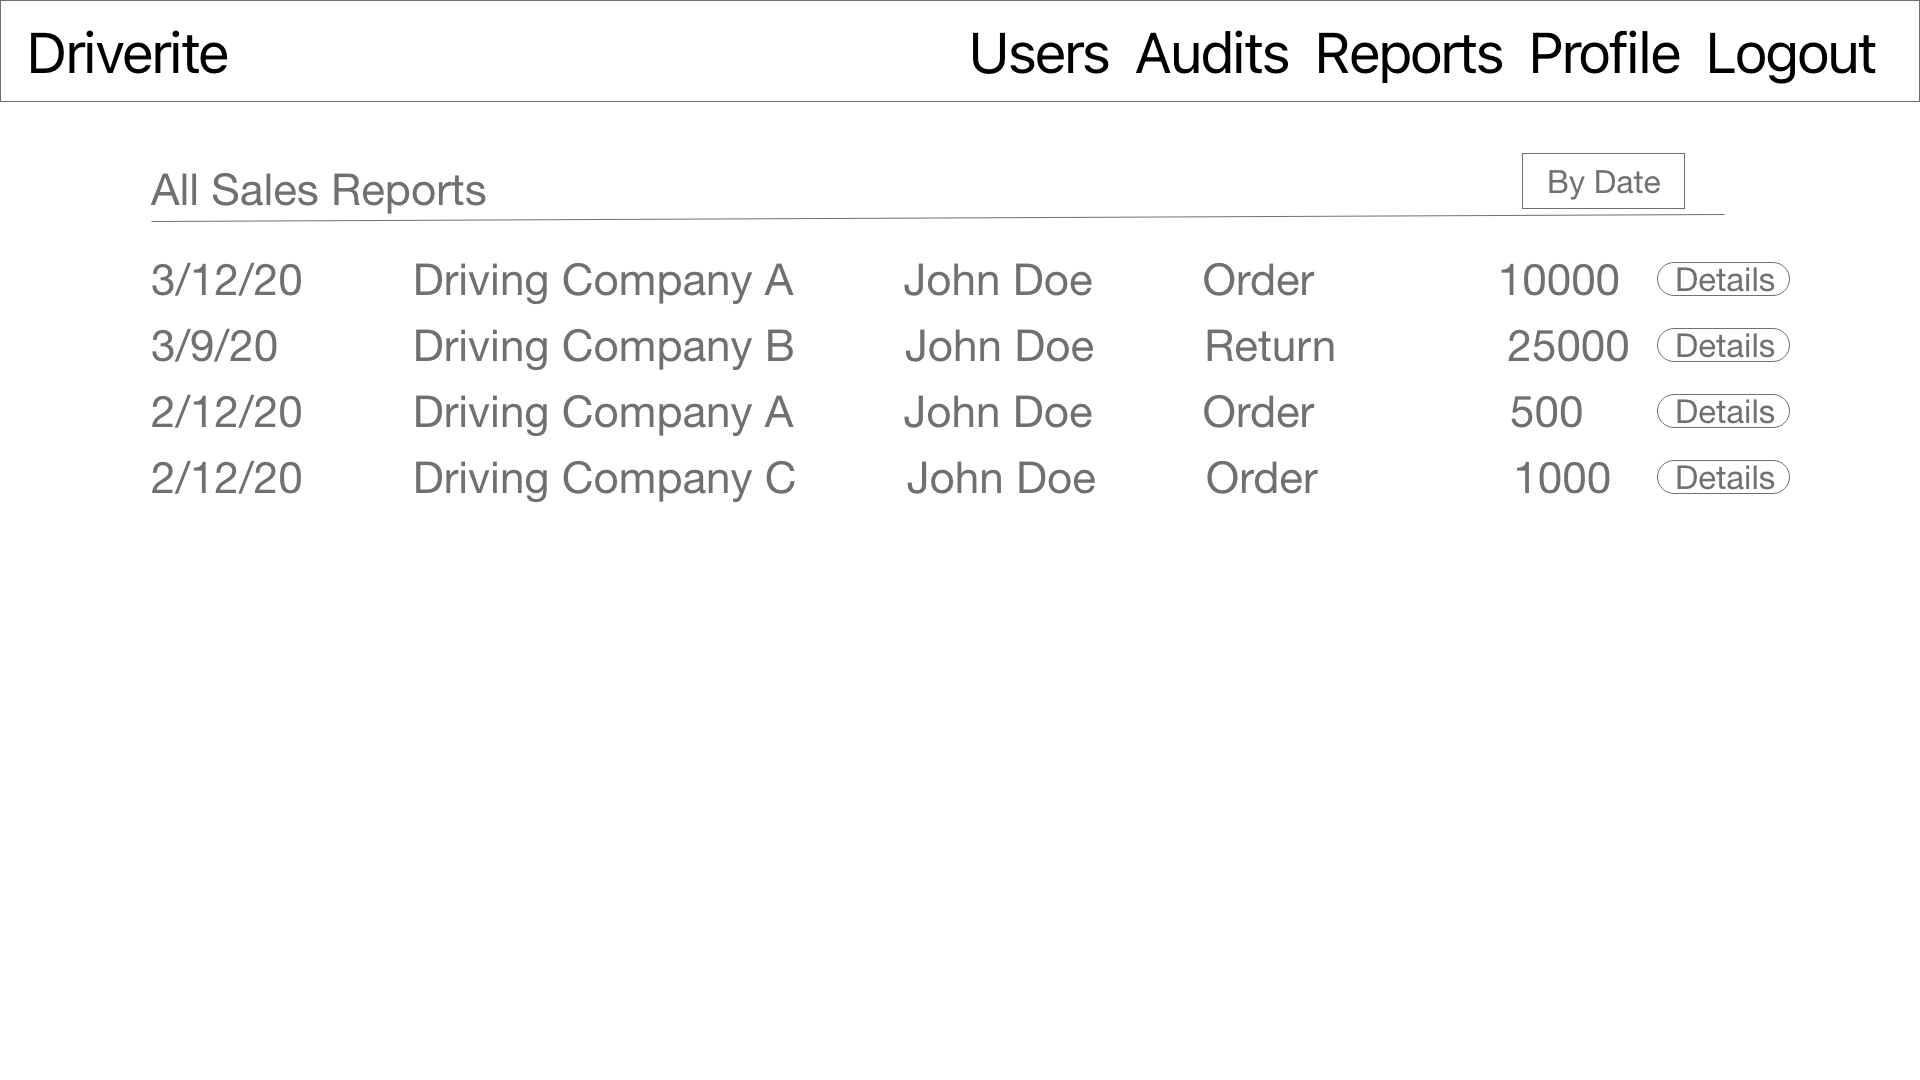 Driverite Users Audits Reports Profile Logout
All Sales Reports By Date
3/12/20 Driving Company A John Doe Order 10000 Details
3/9/20 Driving Company B John Doe Return 25000 Details
2/12/20 Driving Company A John Doe Order 500 Details
2/12/20 Driving Company C John Doe Order 1000 Details